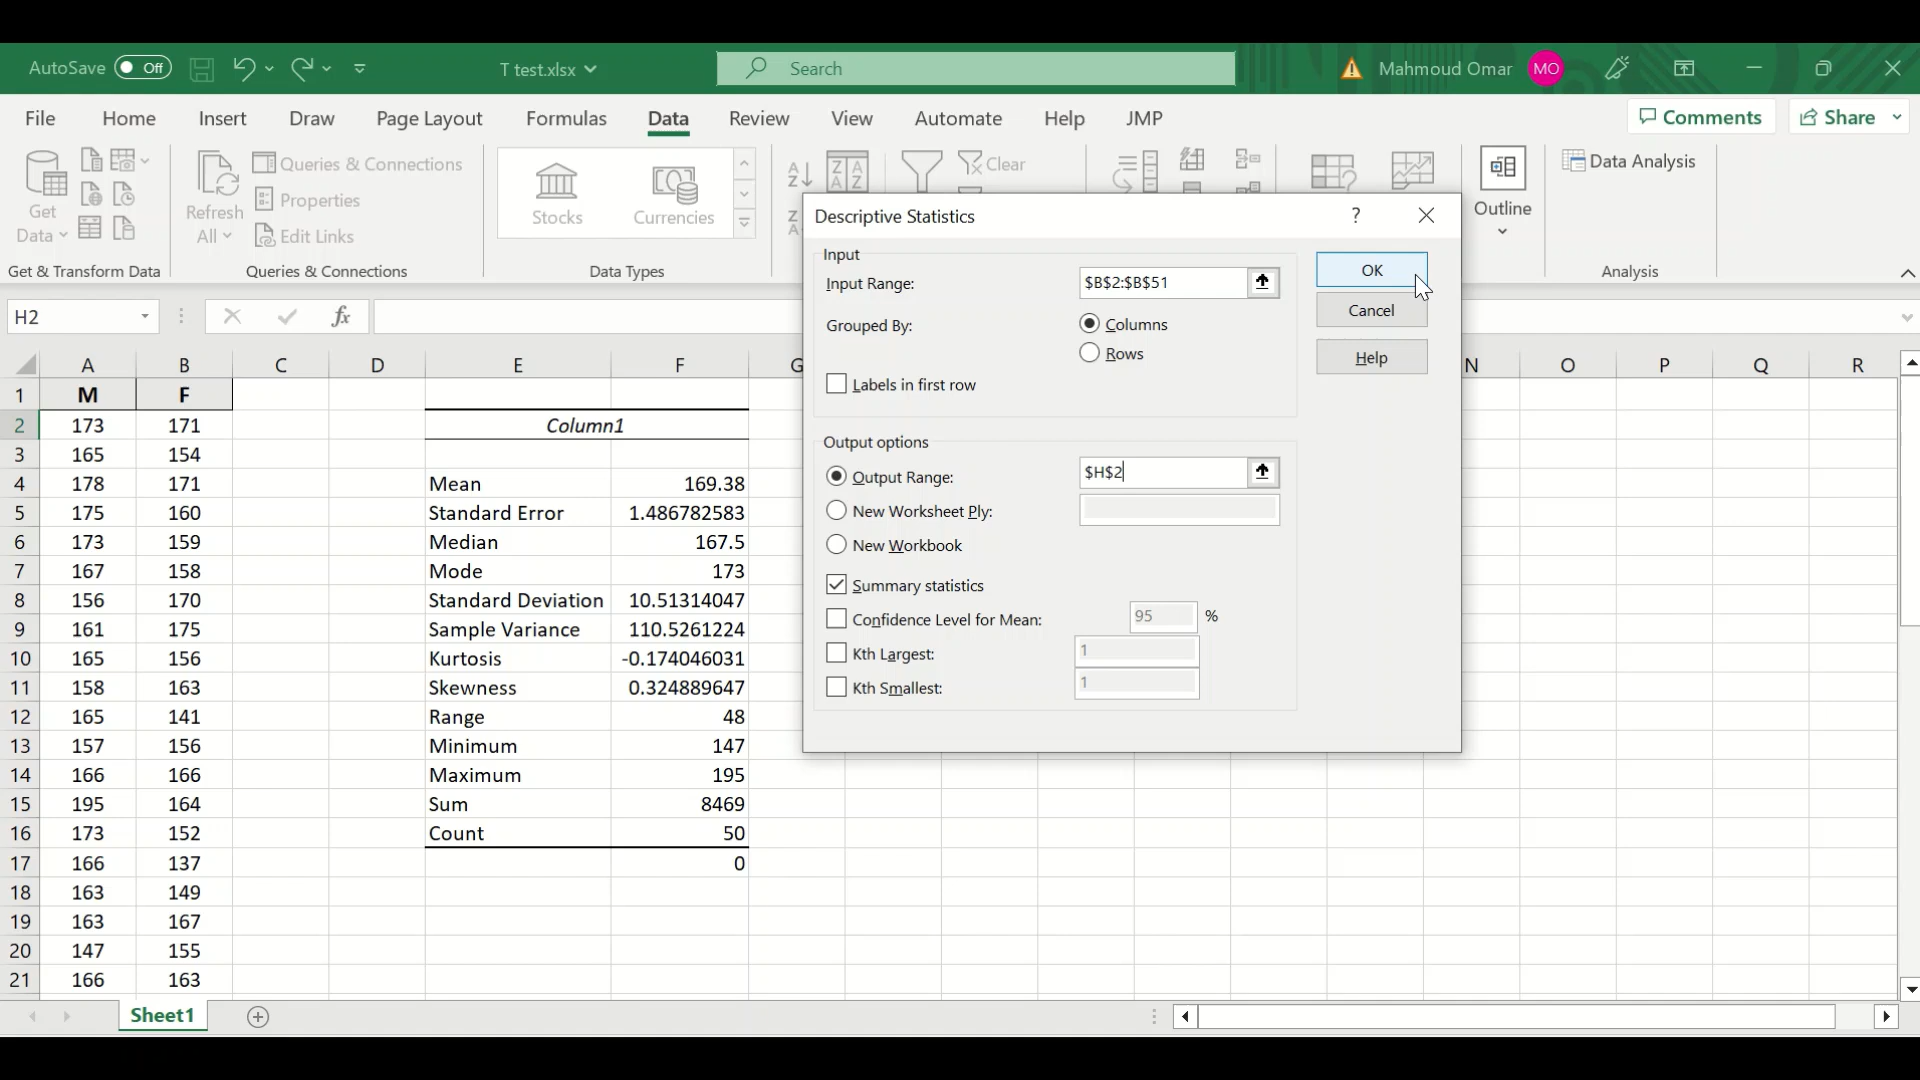 AutoSave Off T test.xlsx Search Mahmoud Omar MO
File Home Insert Draw Page Layout Formulas Data Review View Automate Help JMP Comments Share
Get Data
Refresh All
Queries & Connections
Properties
Edit Links
Stocks Currencies
Clear
Outline
Data Analysis
Get & Transform Data Queries & Connections Data Types Analysis
H2 fx
A B C D E F G N O P Q R
1 M F
2 173 171 Column1
3 165 154
4 178 171 Mean 169.38
5 175 160 Standard Error 1.486782583
6 173 159 Median 167.5
7 167 158 Mode 173
8 156 170 Standard Deviation 10.51314047
9 161 175 Sample Variance 110.5261224
10 165 156 Kurtosis -0.174046031
11 158 163 Skewness 0.324889647
12 165 141 Range 48
13 157 156 Minimum 147
14 166 166 Maximum 195
15 195 164 Sum 8469
16 173 152 Count 50
17 166 137 0
18 163 149
19 163 167
20 147 155
21 166 163
Descriptive Statistics ?
Input
Input Range: $B$2:$B$51 OK
Grouped By: Columns Cancel
Rows Help
Labels in first row
Output options
Output Range: $H$2
New Worksheet Ply:
New Workbook
Summary statistics
Confidence Level for Mean: 95 %
Kth Largest: 1
Kth Smallest: 1
Sheet1